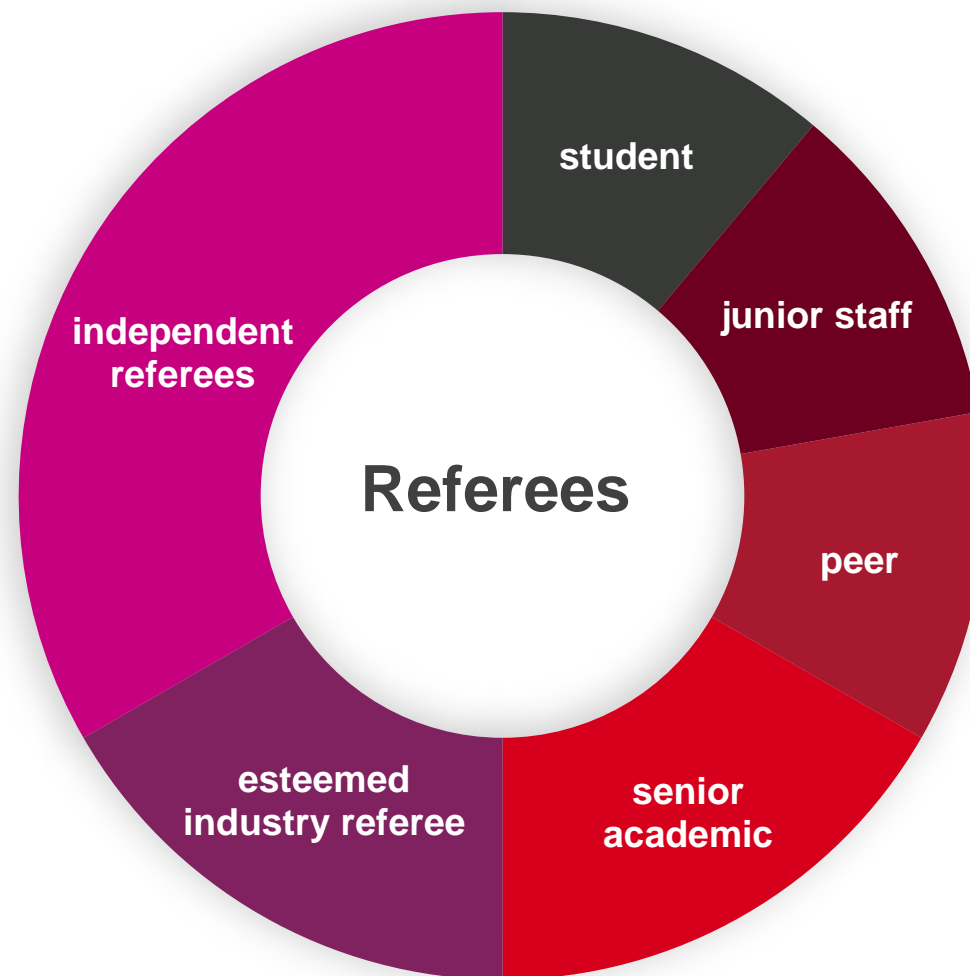 student
junior staff
independent
referees
Referees
peer
esteemed
industry referee
senior
academic